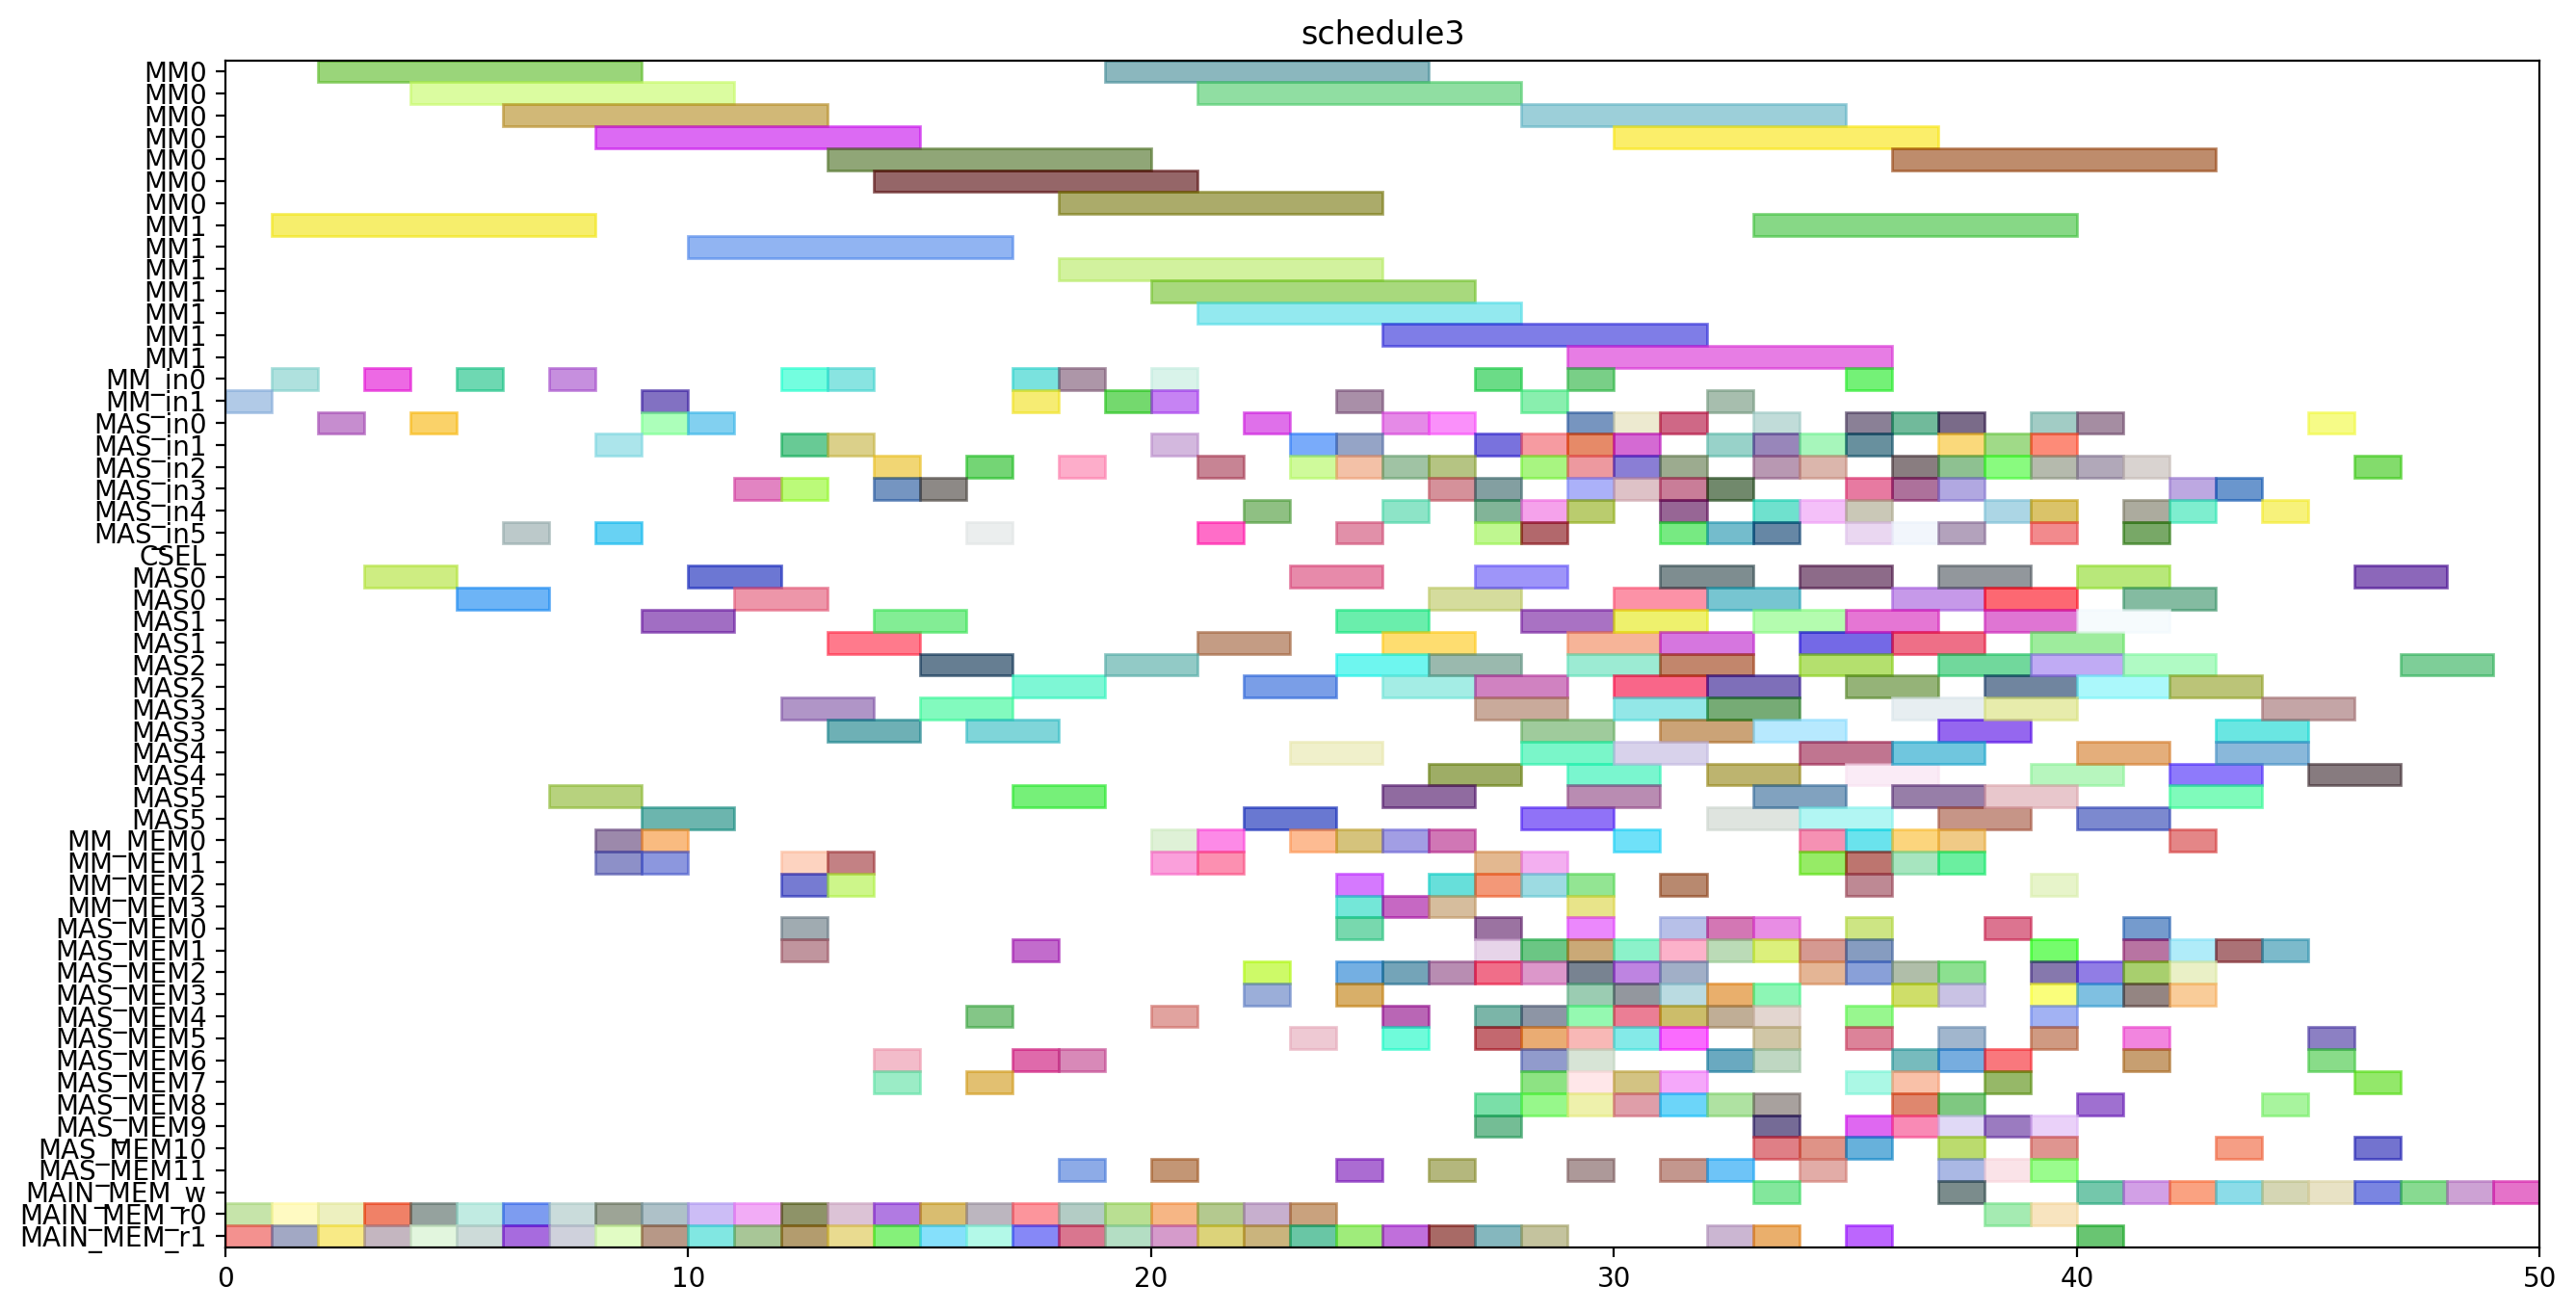 schedule3
MM0
MM0
MM0
MM0
MM0
MM0
MM0
MM1
MM1
MM1
MM1
MM1
MM1
MM1
MM_in0
MM_in1
MAS_in0
MAS_in1
MAS_in2
MAS_in3
MAS_in4
MAS_in5
CSEL
MAS0
MAS0
MAS1
MAS1
MAS2
MAS2
MAS3
MAS3
MAS4
MAS4
MAS5
MAS5
MM_MEM0
MM_MEM1
MM_MEM2
MM_MEM3
MAS_MEM0
MAS_MEM1
MAS_MEM2
MAS_MEM3
MAS_MEM4
MAS_MEM5
MAS_MEM6
MAS_MEM7
MAS_MEM8
MAS_MEM9
MAS_MEM10
MAS_MEM11
MAIN_MEM_w
MAIN_MEM_r0
MAIN_MEM_r1
0 10 20 30 40 50